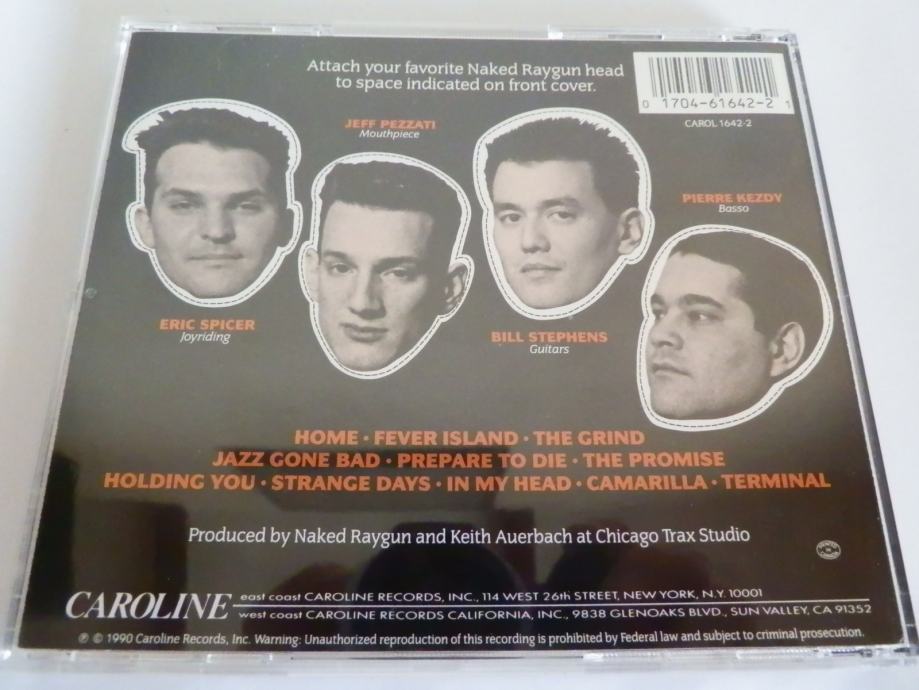 Attach your favorite Naked Raygun head
to space indicated on front cover.
0 1704-61642-2 1
CAROL 1642-2
JEFF PEZZATI
Mouthpiece
PIERRE KEZDY
Basso
ERIC SPICER
Joyriding
BILL STEPHENS
Guitars
HOME · FEVER ISLAND · THE GRIND
JAZZ GONE BAD · PREPARE TO DIE · THE PROMISE
HOLDING YOU · STRANGE DAYS · IN MY HEAD · CAMARILLA · TERMINAL
Produced by Naked Raygun and Keith Auerbach at Chicago Trax Studio
CAROLINE
east coast CAROLINE RECORDS, INC., 114 WEST 26th STREET, NEW YORK, N.Y. 10001
west coast CAROLINE RECORDS CALIFORNIA, INC., 9838 GLENOAKS BLVD., SUN VALLEY, CA 91352
℗ © 1990 Caroline Records, Inc. Warning: Unauthorized reproduction of this recording is prohibited by Federal law and subject to criminal prosecution.